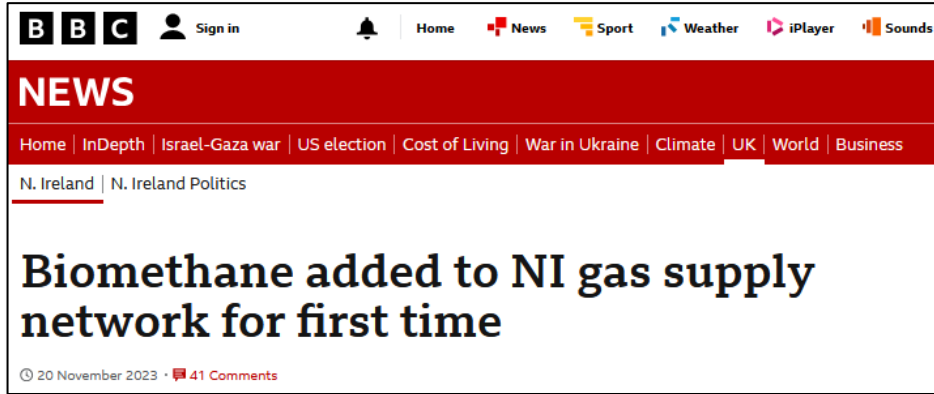 BBC Sign in Home News Sport Weather iPlayer Sounds
NEWS
Home | InDepth | Israel-Gaza war | US election | Cost of Living | War in Ukraine | Climate | UK | World | Business
N. Ireland | N. Ireland Politics
Biomethane added to NI gas supply
network for first time
20 November 2023 · 41 Comments